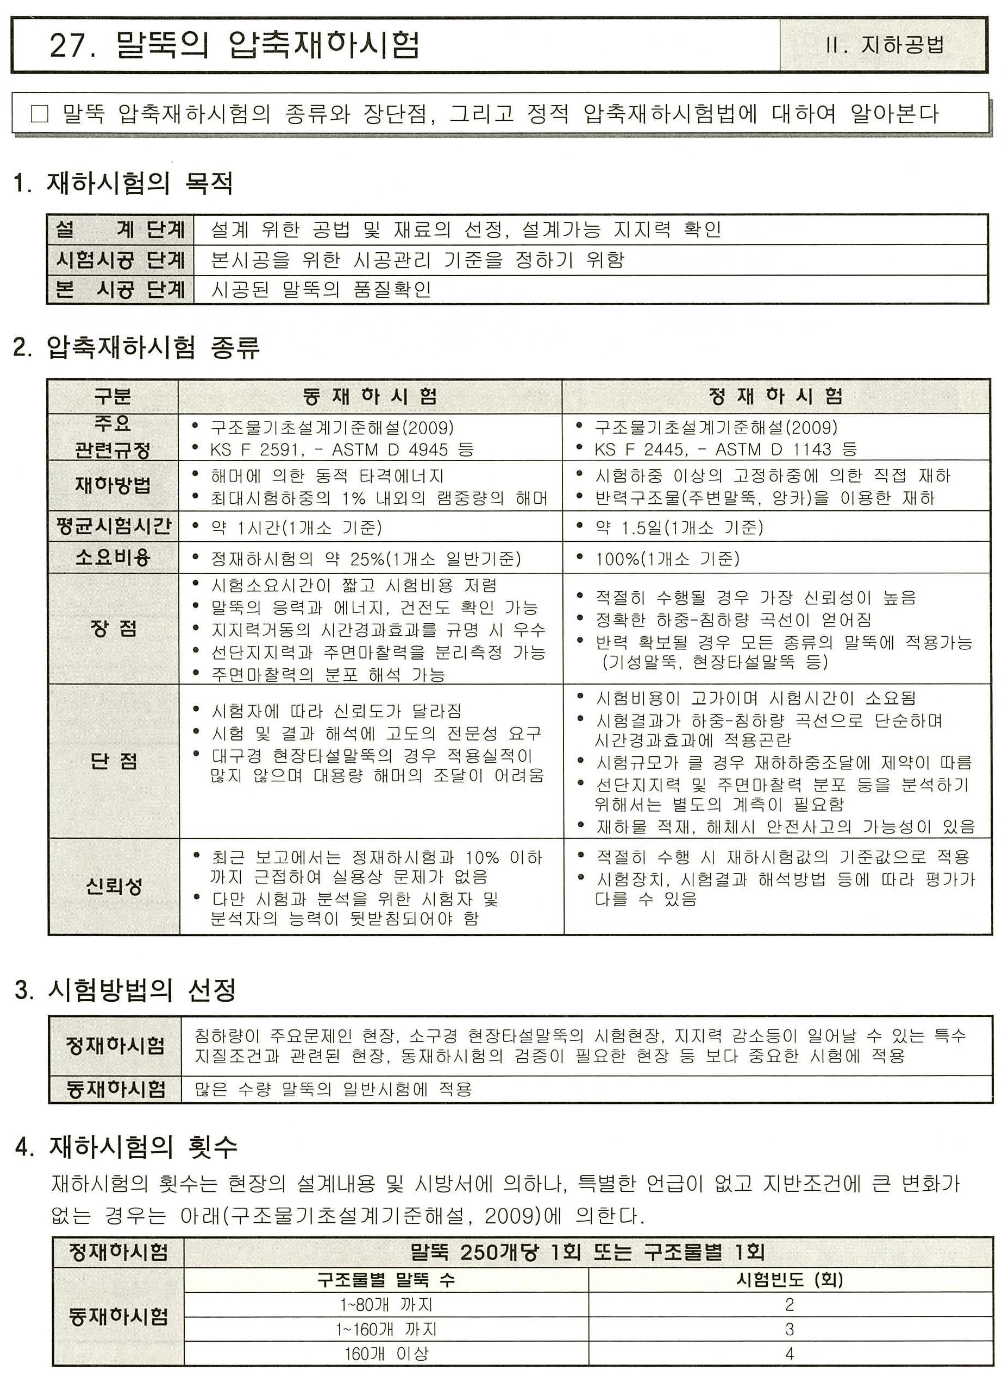 27. 말뚝의 압축재하시험
II. 지하공법
□ 말뚝 압축재하시험의 종류와 장단점, 그리고 정적 압축재하시험법에 대하여 알아본다
1. 재하시험의 목적
설 계 단계 설계 위한 공법 및 재료의 선정, 설계가능 지지력 확인
시험시공 단계 본시공을 위한 시공관리 기준을 정하기 위함
본 시공 단계 시공된 말뚝의 품질확인
2. 압축재하시험 종류
구분 동 재 하 시 험 정 재 하 시 험
주요
관련규정
• 구조물기초설계기준해설(2009)
• KS F 2591, - ASTM D 4945 등
• 구조물기초설계기준해설(2009)
• KS F 2445, - ASTM D 1143 등
재하방법
• 해머에 의한 동적 타격에너지
• 최대시험하중의 1% 내외의 램중량의 해머
• 시험하중 이상의 고정하중에 의한 직접 재하
• 반력구조물(주변말뚝, 앙카)을 이용한 재하
평균시험시간
• 약 1시간(1개소 기준)
• 약 1.5일(1개소 기준)
소요비용
• 정재하시험의 약 25%(1개소 일반기준)
• 100%(1개소 기준)
장 점
• 시험소요시간이 짧고 시험비용 저렴
• 말뚝의 응력과 에너지, 건전도 확인 가능
• 지지력거동의 시간경과효과를 규명 시 우수
• 선단지지력과 주면마찰력을 분리측정 가능
• 주면마찰력의 분포 해석 가능
• 적절히 수행될 경우 가장 신뢰성이 높음
• 정확한 하중-침하량 곡선이 얻어짐
• 반력 확보될 경우 모든 종류의 말뚝에 적용가능
(기성말뚝, 현장타설말뚝 등)
단 점
• 시험자에 따라 신뢰도가 달라짐
• 시험 및 결과 해석에 고도의 전문성 요구
• 대구경 현장타설말뚝의 경우 적용실적이
많지 않으며 대용량 해머의 조달이 어려움
• 시험비용이 고가이며 시험시간이 소요됨
• 시험결과가 하중-침하량 곡선으로 단순하며
시간경과효과에 적용곤란
• 시험규모가 클 경우 재하하중조달에 제약이 따름
• 선단지지력 및 주면마찰력 분포 등을 분석하기
위해서는 별도의 계측이 필요함
• 재하물 적재, 해체시 안전사고의 가능성이 있음
신뢰성
• 최근 보고에서는 정재하시험과 10% 이하
까지 근접하여 실용상 문제가 없음
• 다만 시험과 분석을 위한 시험자 및
분석자의 능력이 뒷받침되어야 함
• 적절히 수행 시 재하시험값의 기준값으로 적용
• 시험장치, 시험결과 해석방법 등에 따라 평가가
다를 수 있음
3. 시험방법의 선정
정재하시험
침하량이 주요문제인 현장, 소구경 현장타설말뚝의 시험현장, 지지력 감소등이 일어날 수 있는 특수
지질조건과 관련된 현장, 동재하시험의 검증이 필요한 현장 등 보다 중요한 시험에 적용
동재하시험 많은 수량 말뚝의 일반시험에 적용
4. 재하시험의 횟수
재하시험의 횟수는 현장의 설계내용 및 시방서에 의하나, 특별한 언급이 없고 지반조건에 큰 변화가
없는 경우는 아래(구조물기초설계기준해설, 2009)에 의한다.
정재하시험 말뚝 250개당 1회 또는 구조물별 1회
동재하시험
구조물별 말뚝 수 시험빈도 (회)
1~80개 까지 2
1~160개 까지 3
160개 이상 4